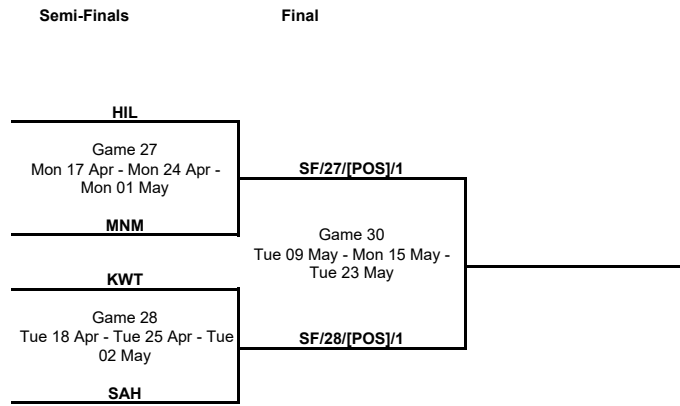 Semi-Finals
Final
HIL
Game 27
Mon 17 Apr - Mon 24 Apr -
Mon 01 May
MNM
SF/27/[POS]/1
Game 30
Tue 09 May - Mon 15 May -
Tue 23 May
KWT
Game 28
Tue 18 Apr - Tue 25 Apr - Tue
02 May
SAH
SF/28/[POS]/1